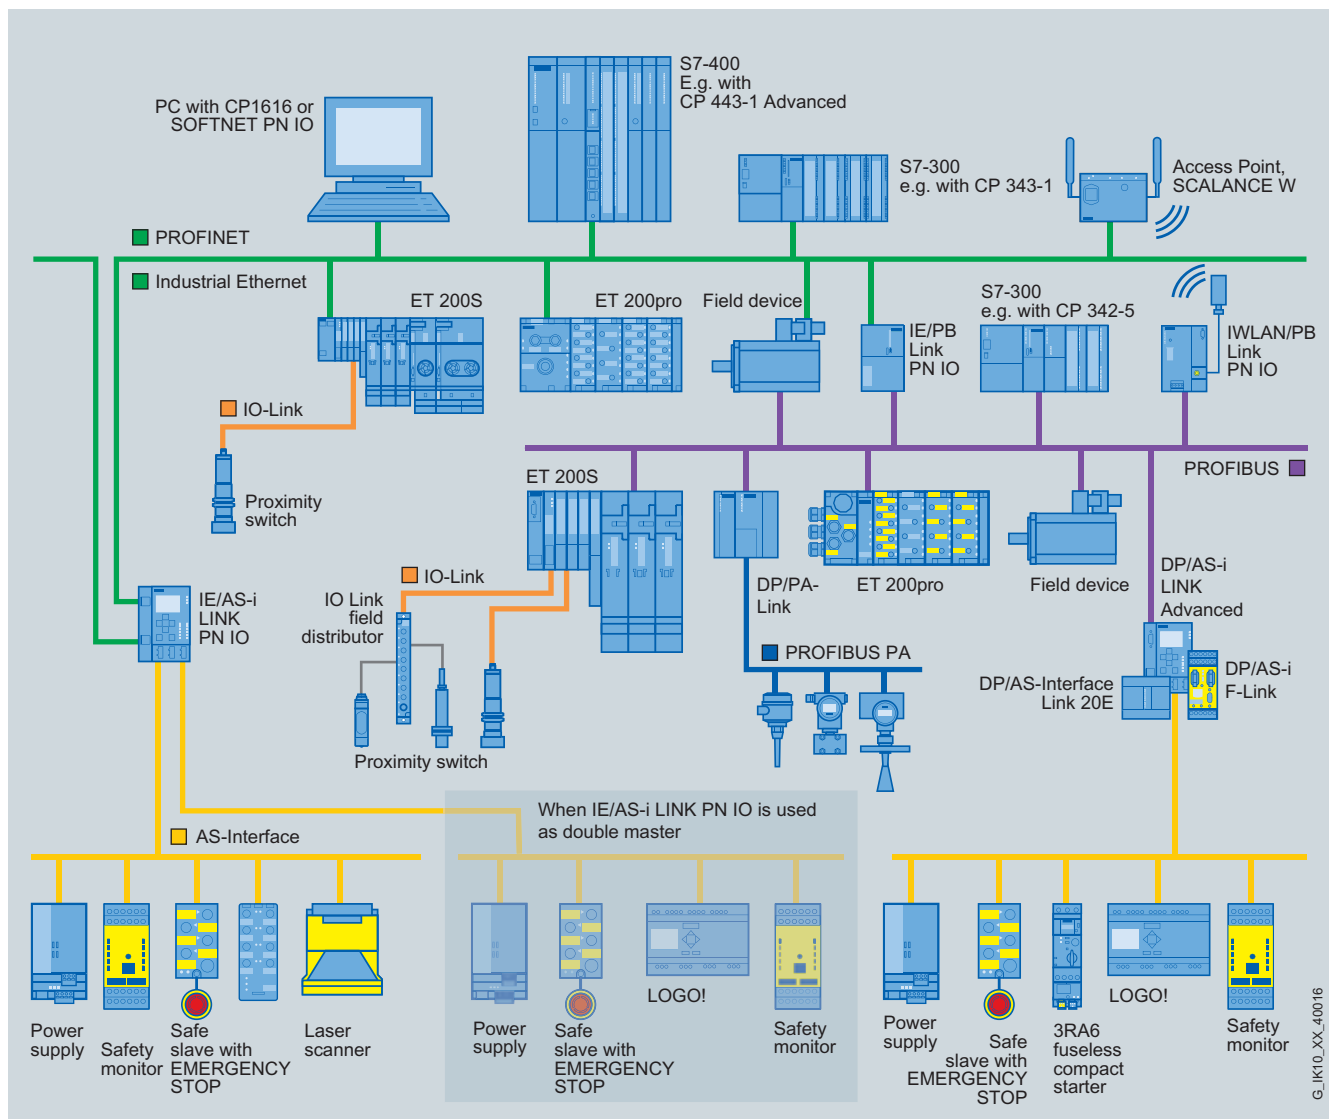 S7-400
E.g. with
CP 443-1 Advanced
PC with CP1616 or
SOFTNET PN IO
S7-300
e.g. with CP 343-1
Access Point,
SCALANCE W
PROFINET
Industrial Ethernet
ET 200S
ET 200pro
Field device
IE/PB
Link
PN IO
S7-300
e.g. with CP 342-5
IWLAN/PB
Link
PN IO
IO-Link
Proximity
switch
PROFIBUS
ET 200S
IO-Link
IO Link
field
distributor
Proximity switch
DP/PA-
Link
ET 200pro
Field device
DP/AS-i
LINK
Advanced
PROFIBUS PA
IE/AS-i
LINK
PN IO
DP/AS-Interface
Link 20E
DP/AS-i
F-Link
AS-Interface
When IE/AS-i LINK PN IO is used
as double master
Power
supply
Safety
monitor
Safe
slave with
EMERGENCY
STOP
Laser
scanner
Power
supply
Safe
slave with
EMERGENCY
STOP
LOGO!
Safety
monitor
Power
supply
Safe
slave with
EMERGENCY
STOP
3RA6
fuseless
compact
starter
LOGO!
Safety
monitor
G_IK10_XX_40016